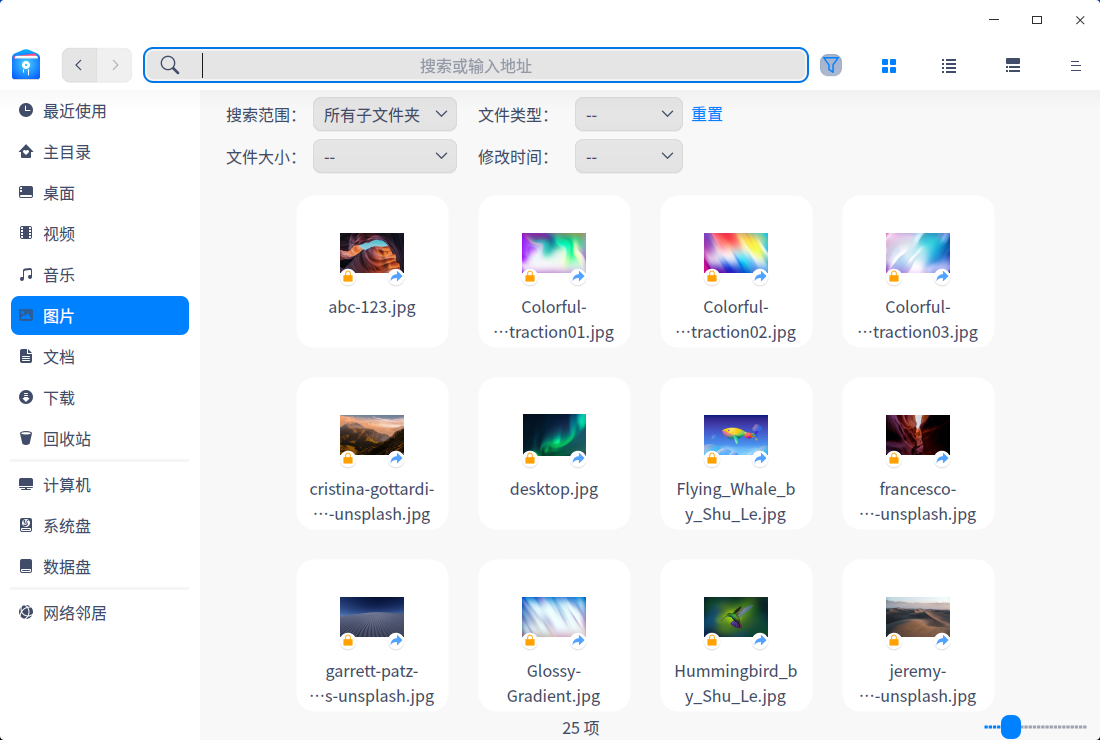 搜索或输入地址
最近使用
主目录
桌面
视频
音乐
图片
文档
下载
回收站
计算机
系统盘
数据盘
网络邻居
搜索范围： 所有子文件夹 文件类型： -- 重置
文件大小： -- 修改时间： --
abc-123.jpg
Colorful-
…traction01.jpg
Colorful-
…traction02.jpg
Colorful-
…traction03.jpg
cristina-gottardi-
…-unsplash.jpg
desktop.jpg
Flying_Whale_b
y_Shu_Le.jpg
francesco-
…-unsplash.jpg
garrett-patz-
…s-unsplash.jpg
Glossy-
Gradient.jpg
Hummingbird_b
y_Shu_Le.jpg
jeremy-
…-unsplash.jpg
25 项